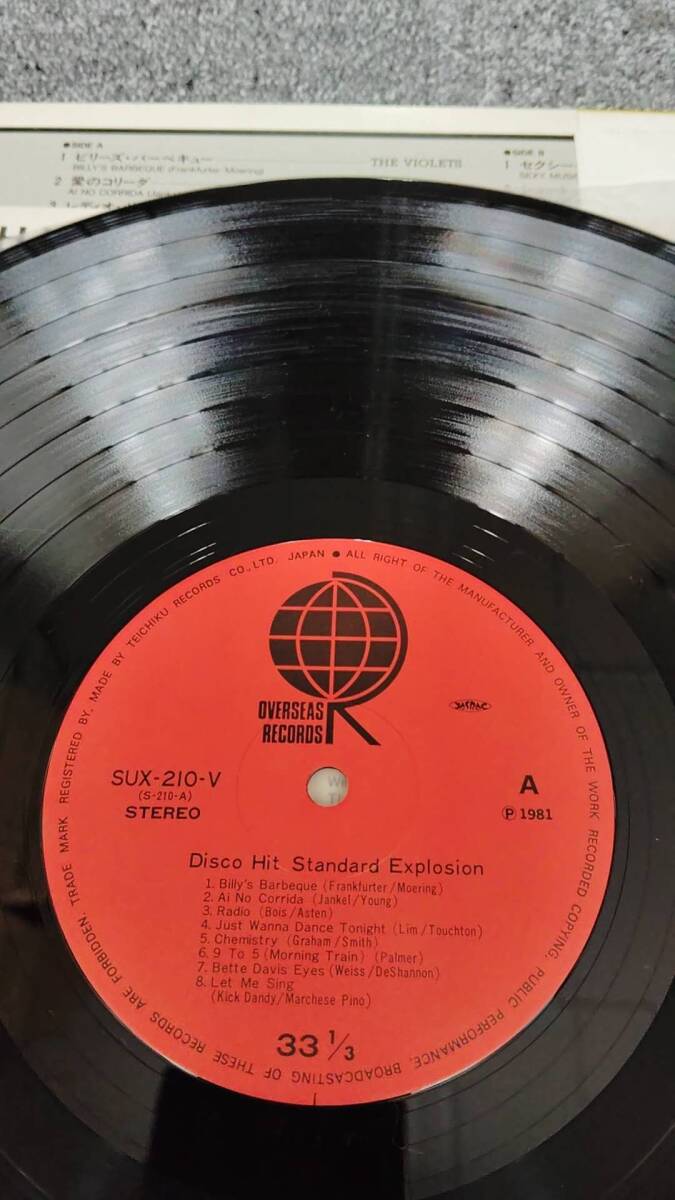 ●SIDE A
1 ビリーズ・バーベキュー
BILLY'S BARBEQUE (Frankfurter・Moering)
THE VIOLETS
2 愛のコリーダ
AI NO CORRIDA
3 レディオ
●SIDE B
1 セクシー
SEXY MUSI
TRADE MARK REGISTERED BY, MADE BY TEICHIKU RECORDS CO., LTD. JAPAN ● ALL RIGHT OF THE MANUFACTURER AND OWNER OF THE WORK RECORDED COPYING, PUBLIC PERFORMANCE, BROADCASTING OF THESE RECORDS ARE FORBIDDEN.
OVERSEAS
RECORDS
JASRAC
SUX-210-V
(S-210-A)
STEREO
A
Ⓟ 1981
Disco Hit Standard Explosion
1. Billy's Barbeque (Frankfurter/Moering)
2. Ai No Corrida (Jankel/Young)
3. Radio (Bois/Asten)
4. Just Wanna Dance Tonight (Lim/Touchton)
5. Chemistry (Graham/Smith)
6. 9 To 5 (Morning Train) (Palmer)
7. Bette Davis Eyes (Weiss/DeShannon)
8. Let Me Sing
(Kick Dandy/Marchese Pino)
33 1/3